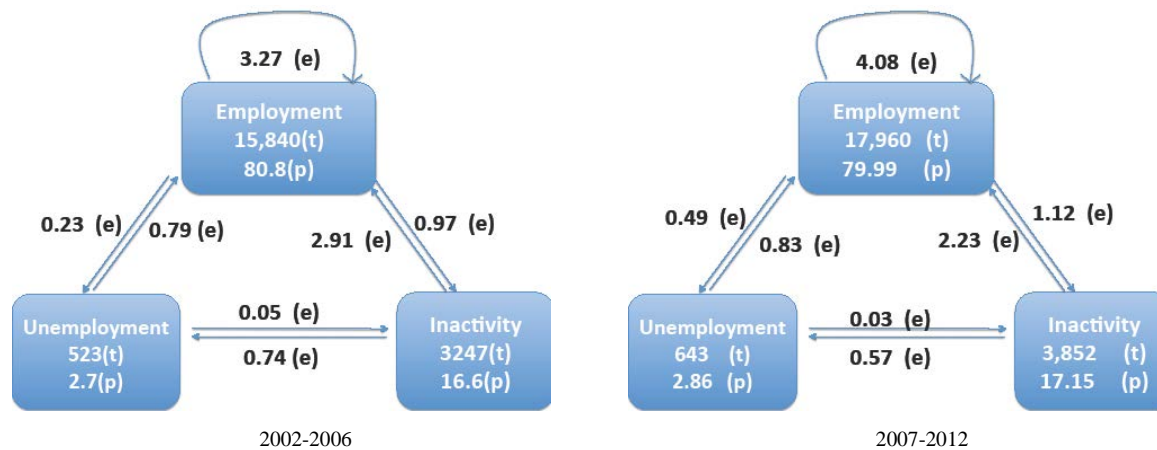 3.27 (e)
Employment
15,840(t)
80.8(p)
0.23 (e)
0.79 (e)
2.91 (e)
0.97 (e)
Unemployment
523(t)
2.7(p)
0.05 (e)
0.74 (e)
Inactivity
3247(t)
16.6(p)
2002-2006
4.08 (e)
Employment
17,960 (t)
79.99 (p)
0.49 (e)
0.83 (e)
2.23 (e)
1.12 (e)
Unemployment
643 (t)
2.86 (p)
0.03 (e)
0.57 (e)
Inactivity
3,852 (t)
17.15 (p)
2007-2012